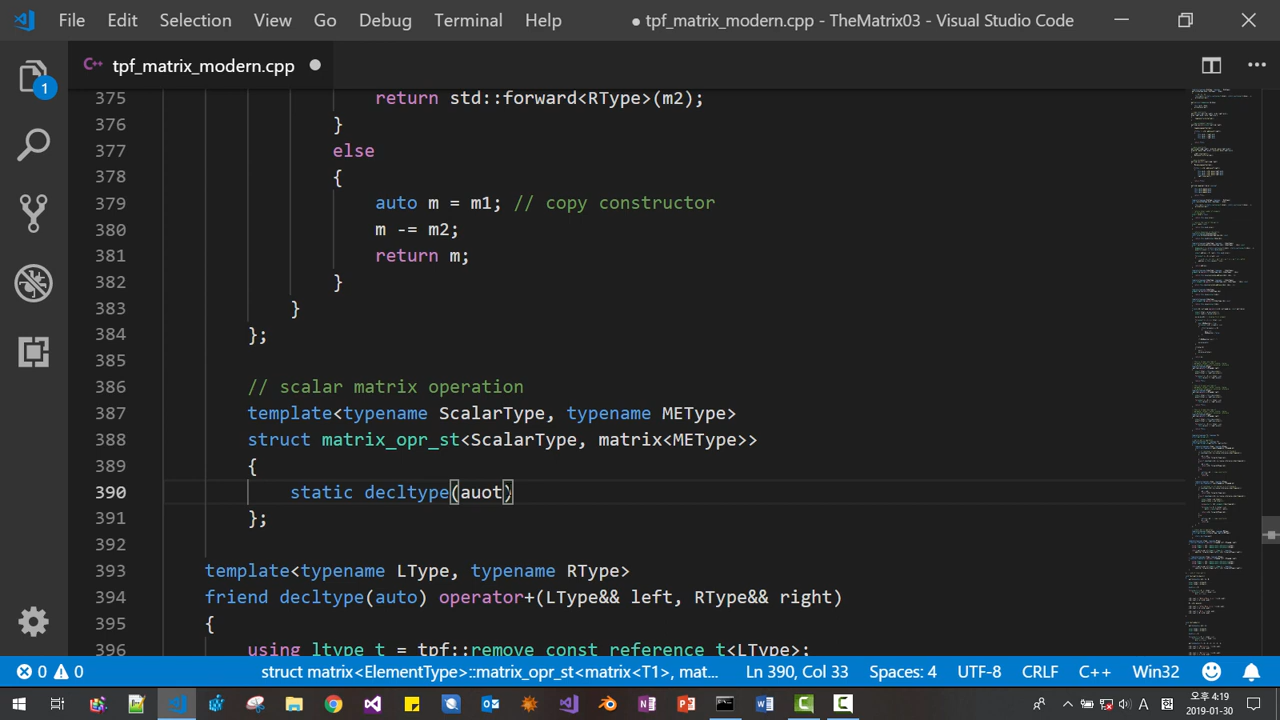 File Edit Selection View Go Debug Terminal Help ● tpf_matrix_modern.cpp - TheMatrix03 - Visual Studio Code
tpf_matrix_modern.cpp
1
375 return std::forward<RType>(m2);
376 }
377 else
378 {
379 auto m = m1; // copy constructor
380 m -= m2;
381 return m;
382 }
383 }
384 };
385
386 // scalar matrix operation
387 template<typename ScalarType, typename METype>
388 struct matrix_opr_st<ScalarType, matrix<METype>>
389 {
390 static decltype(auot)
391 };
392
393 template<typename LType, typename RType>
394 friend decltype(auto) operator+(LType&& left, RType&& right)
395 {
396 using ltype_t = tpf::remove_const_reference_t<LType>;
0 0 struct matrix<ElementType>::matrix_opr_st<matrix<T1>, mat... Ln 390, Col 33 Spaces: 4 UTF-8 CRLF C++ Win32
오후 4:19
2019-01-30